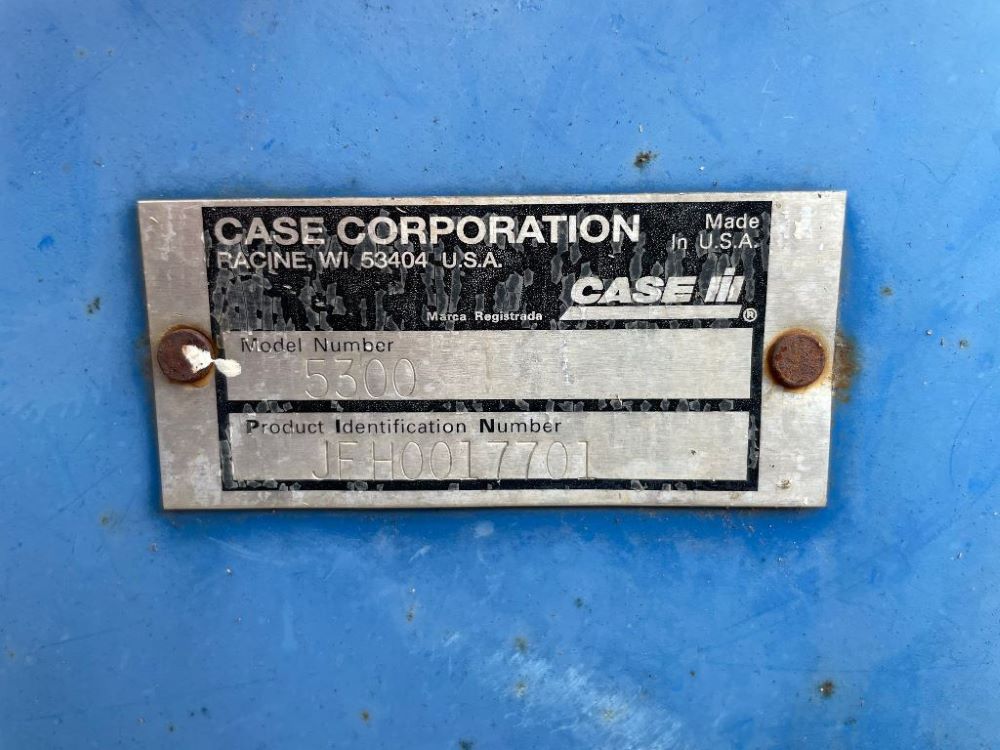 CASE CORPORATION
RACINE, WI 53404 U.S.A.
Made
In U.S.A.
CASE IH
®
Marca Registrada
Model Number
5300
Product Identification Number
JFH0017701